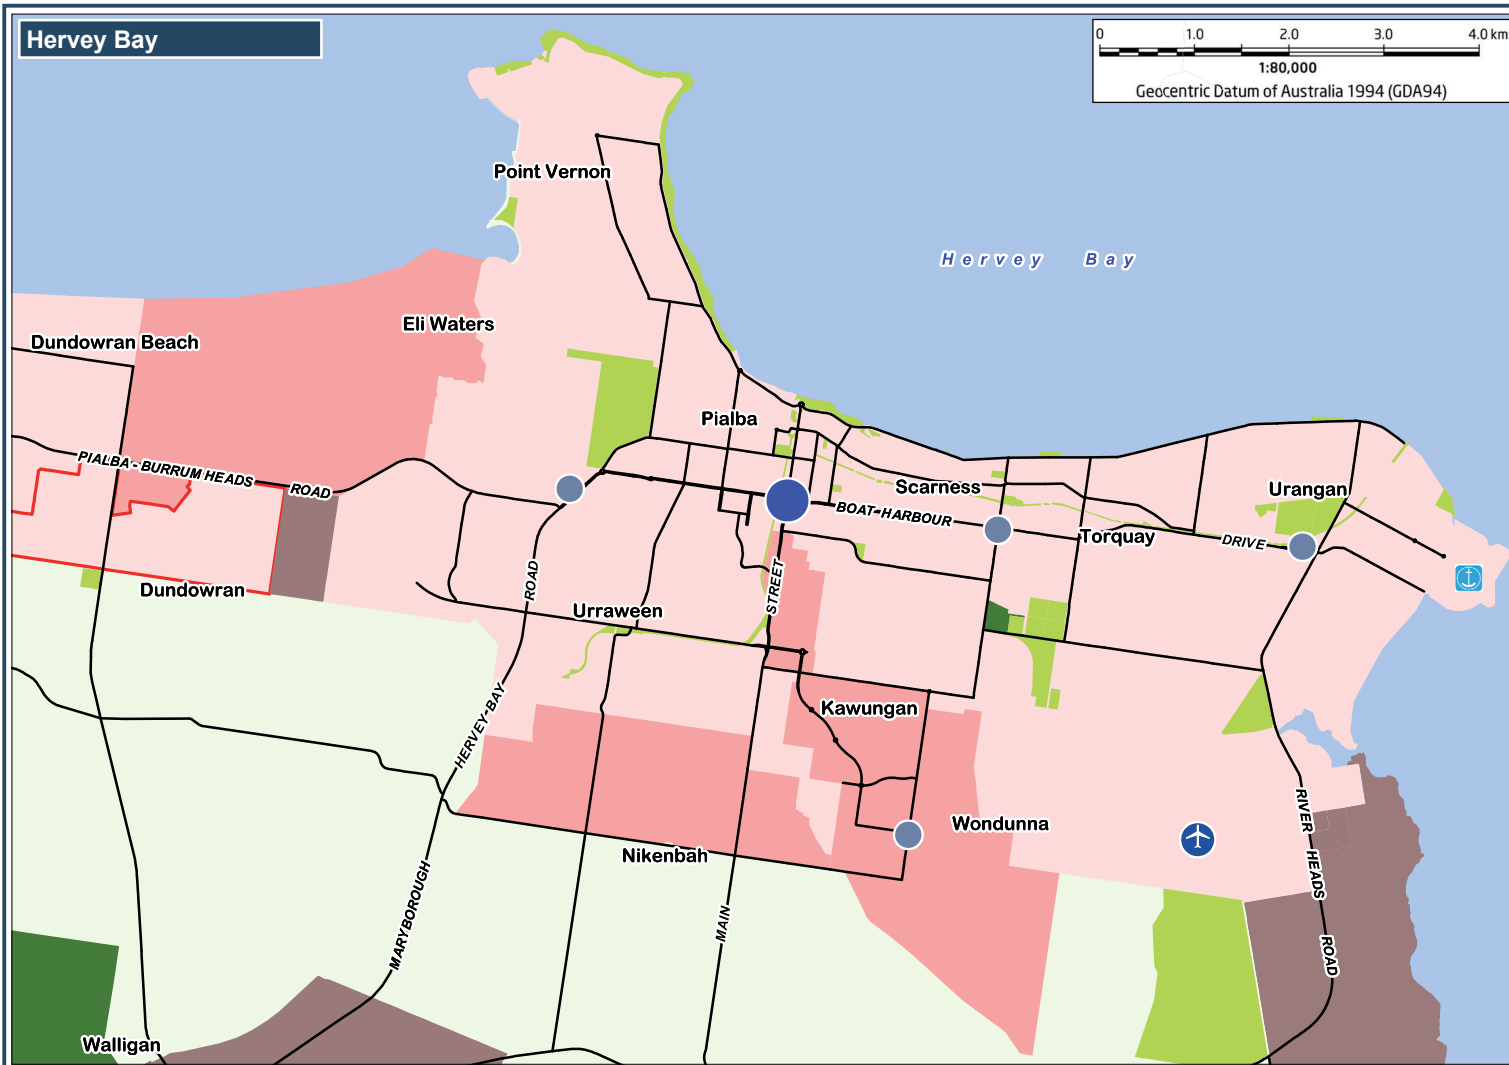 Hervey Bay
0 1.0 2.0 3.0 4.0 km
1:80,000
Geocentric Datum of Australia 1994 (GDA94)
Point Vernon
Hervey Bay
Eli Waters
Dundowran Beach
Pialba
PIALBA - BURRUM HEADS ROAD
Scarness
Urangan
BOAT HARBOUR DRIVE
Torquay
Dundowran
Urraween
MARYBOROUGH HERVEY BAY ROAD
MAIN STREET
Kawungan
Wondunna
Nikenbah
RIVER HEADS ROAD
Walligan